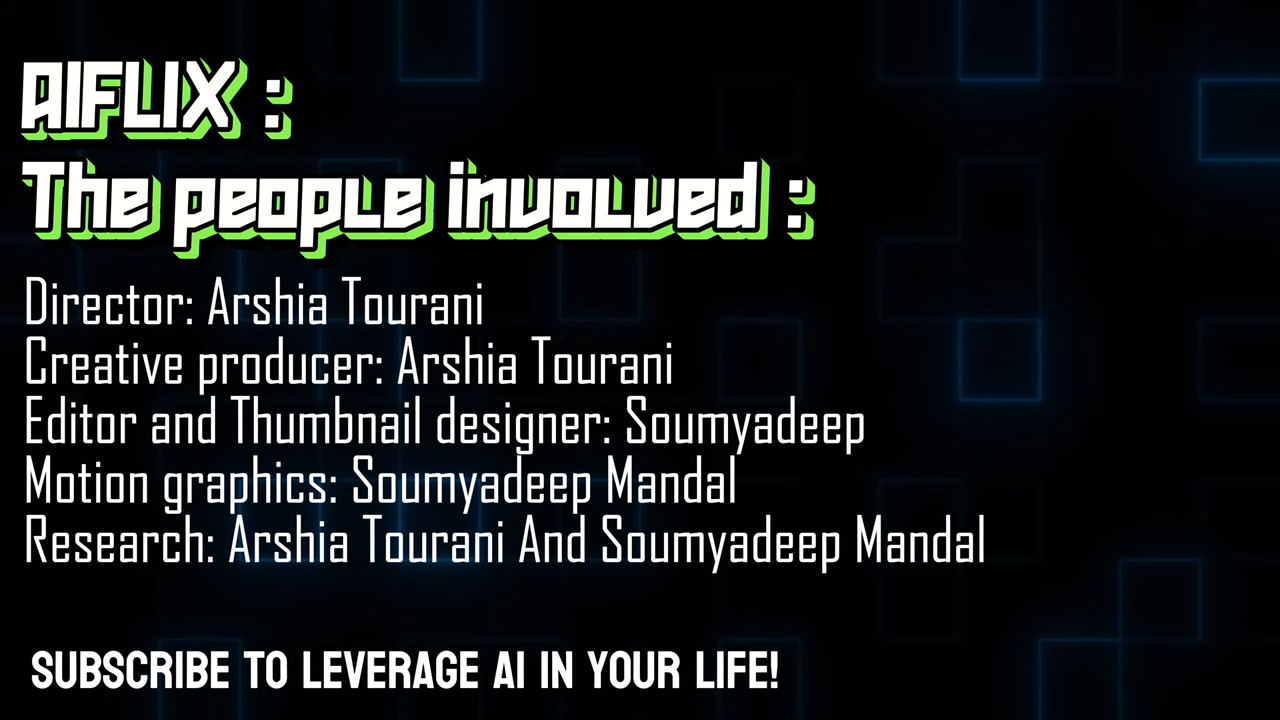 AIFLIX :
The people involved :
Director: Arshia Tourani
Creative producer: Arshia Tourani
Editor and Thumbnail designer: Soumyadeep
Motion graphics: Soumyadeep Mandal
Research: Arshia Tourani And Soumyadeep Mandal
SUBSCRIBE TO LEVERAGE AI IN YOUR LIFE!